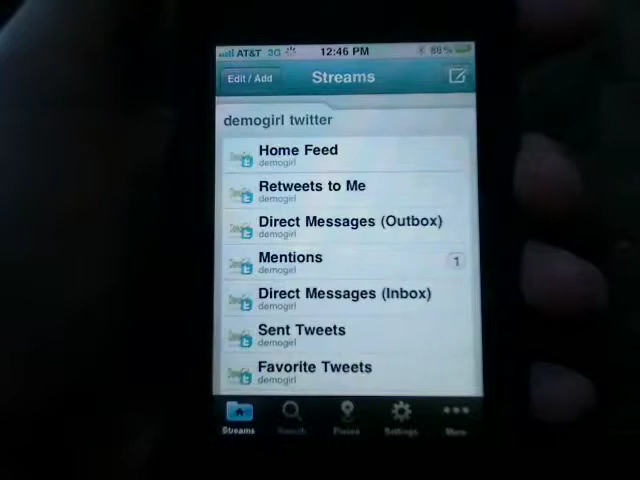 AT&T 3G 12:46 PM 88%
Edit / Add Streams
demogirl twitter
Home Feed
demogirl
Retweets to Me
demogirl
Direct Messages (Outbox)
demogirl
Mentions
demogirl
1
Direct Messages (Inbox)
demogirl
Sent Tweets
demogirl
Favorite Tweets
demogirl
Streams Search Places Settings More